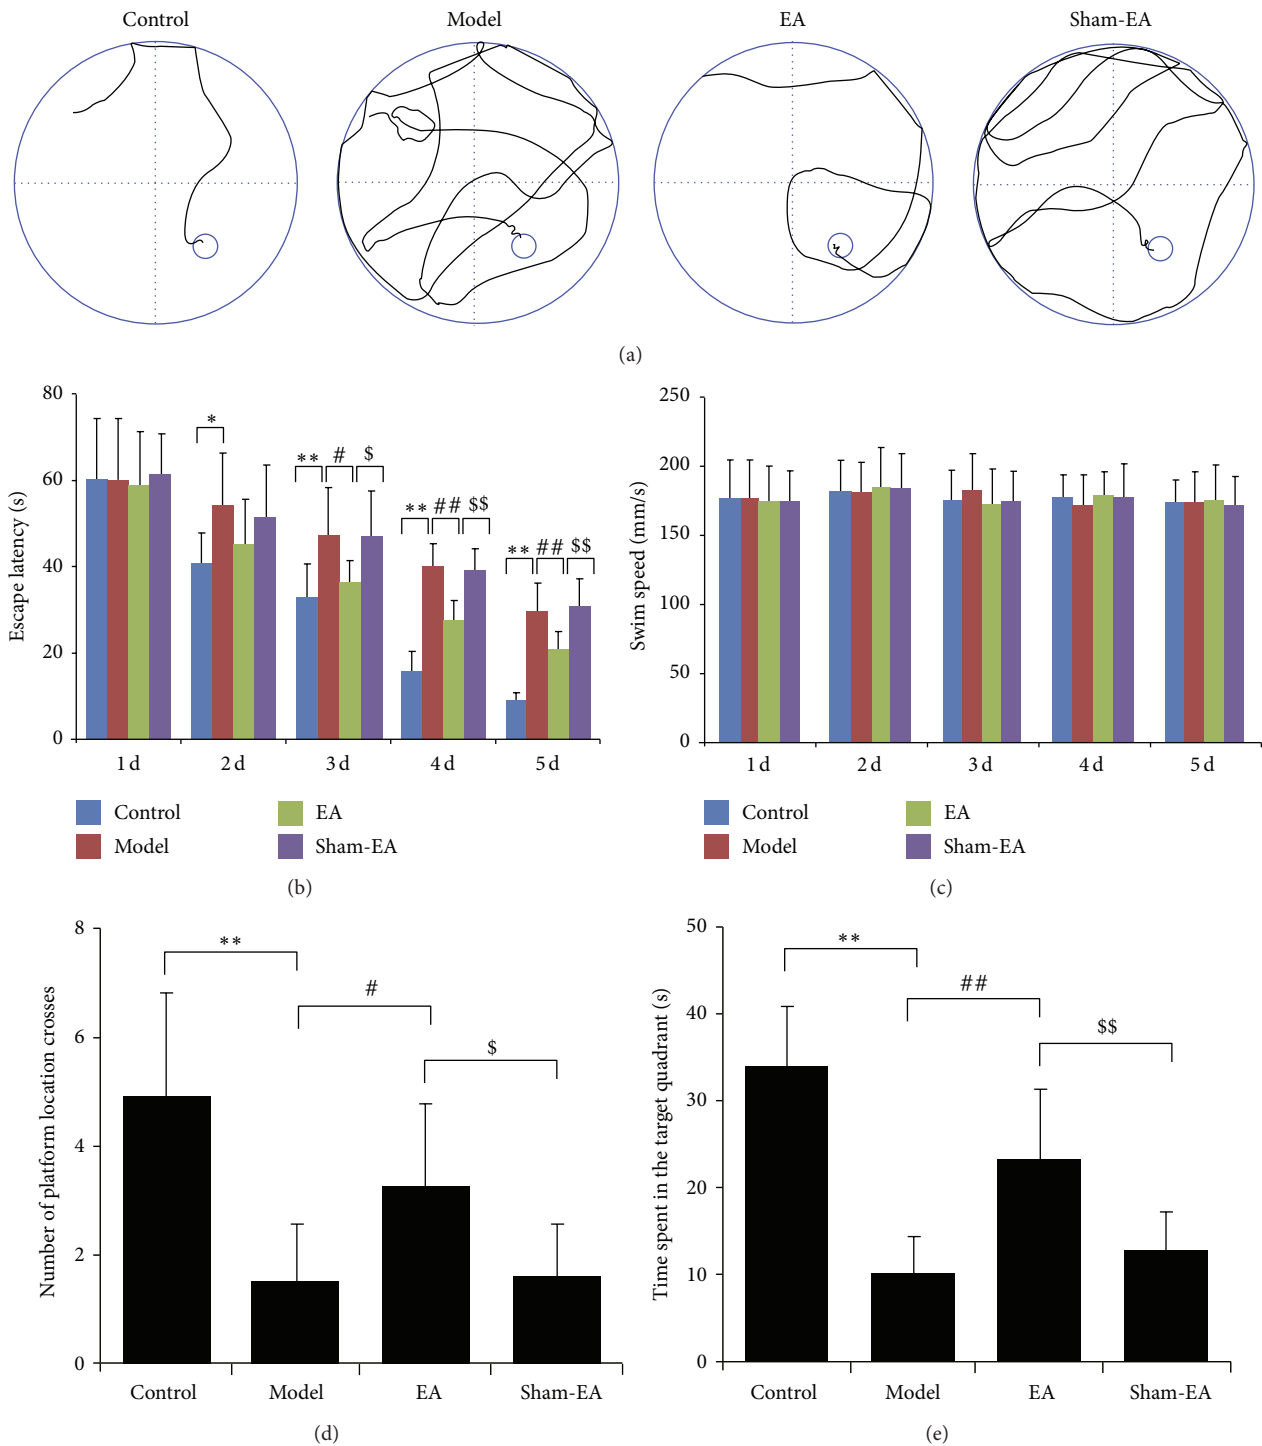 Control Model EA Sham-EA
(a)
Escape latency (s)
80
60
40
20
0
*
** # $
** ## $$
** ## $$
1 d 2 d 3 d 4 d 5 d
Control EA
Model Sham-EA
(b)
Swim speed (mm/s)
250
200
150
100
50
0
1 d 2 d 3 d 4 d 5 d
Control EA
Model Sham-EA
(c)
Number of platform location crosses
8
6
4
2
0
**
#
$
Control Model EA Sham-EA
(d)
Time spent in the target quadrant (s)
50
40
30
20
10
0
**
##
$$
Control Model EA Sham-EA
(e)